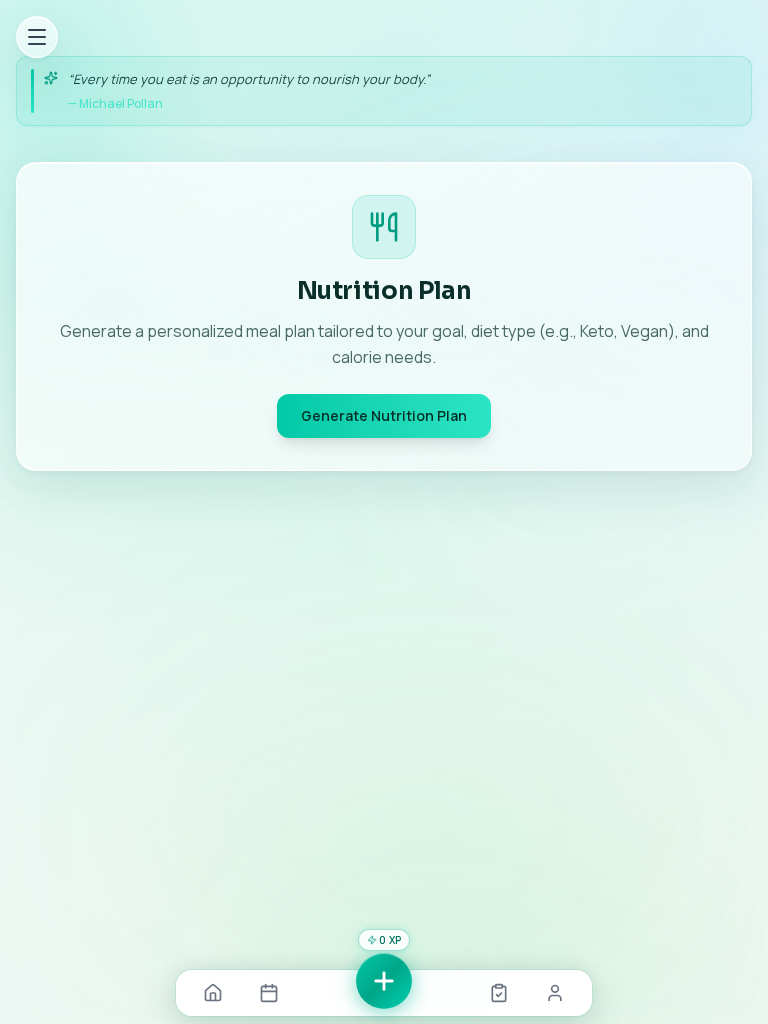 “Every time you eat is an opportunity to nourish your body.”
— Michael Pollan
Nutrition Plan
Generate a personalized meal plan tailored to your goal, diet type (e.g., Keto, Vegan), and
calorie needs.
Generate Nutrition Plan
0 XP